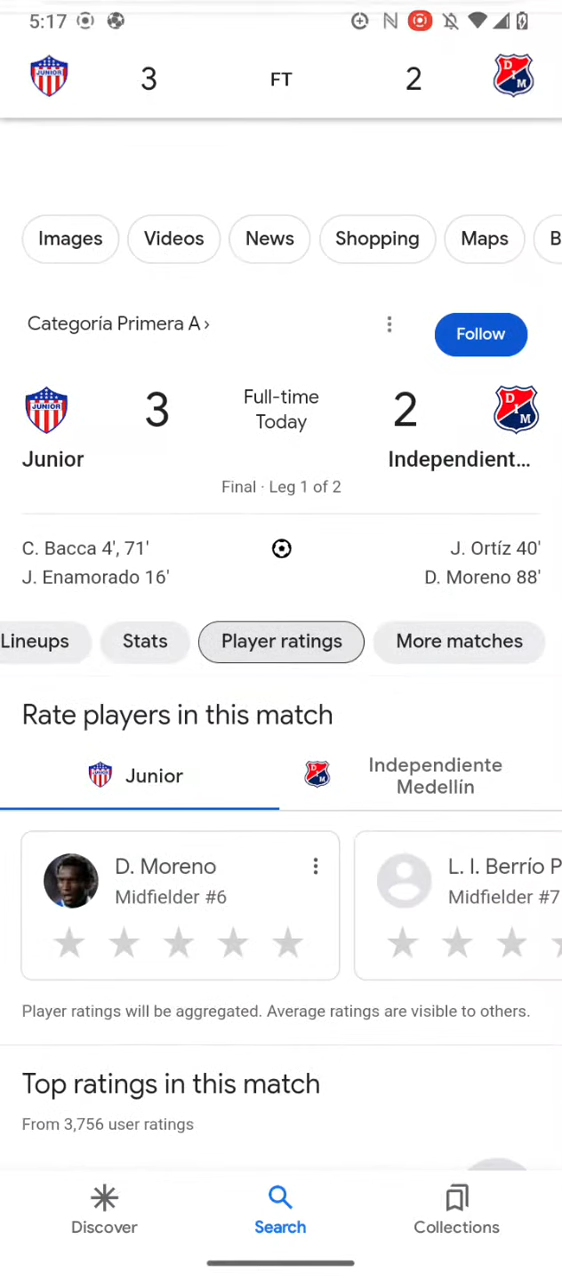 5:17
3 FT 2
Images Videos News Shopping Maps B
Categoría Primera A ›
Follow
3 Full-time 2
Today
Junior Independient...
Final · Leg 1 of 2
C. Bacca 4', 71' J. Ortíz 40'
J. Enamorado 16' D. Moreno 88'
Lineups Stats Player ratings More matches
Rate players in this match
Junior Independiente
Medellín
D. Moreno L. I. Berrío P
Midfielder #6 Midfielder #7
Player ratings will be aggregated. Average ratings are visible to others.
Top ratings in this match
From 3,756 user ratings
Discover Search Collections